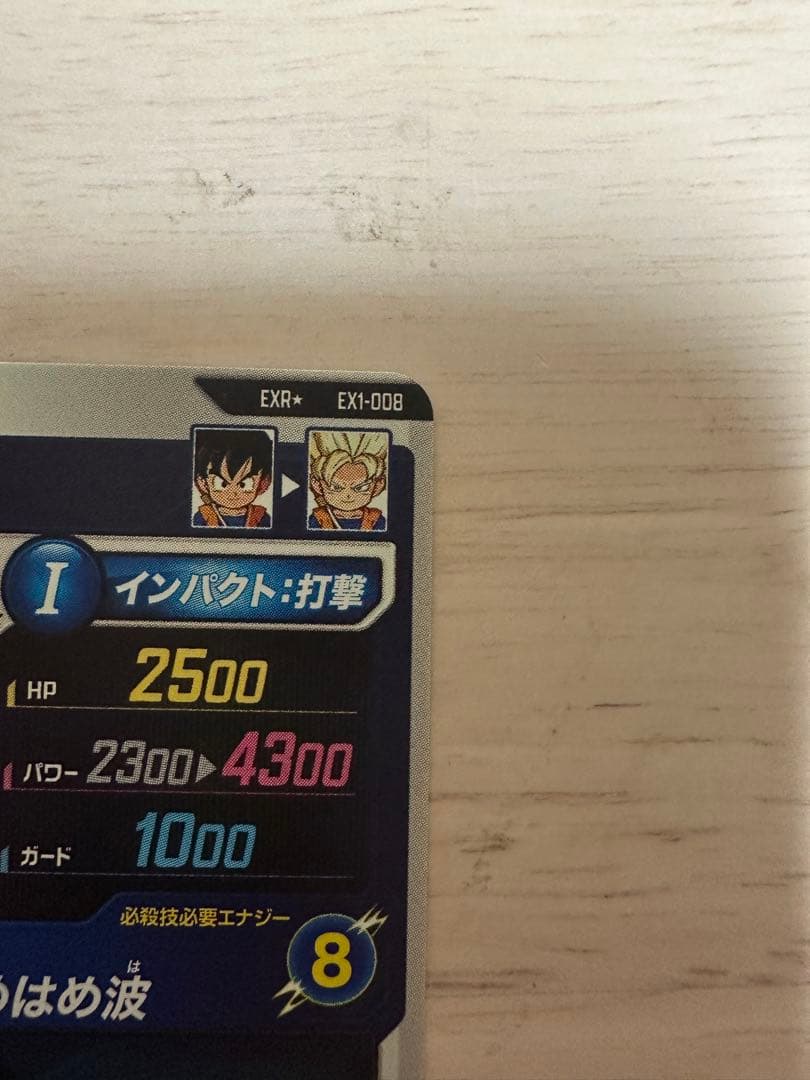 EXR★ EX1-008
I インパクト:打撃
HP 2500
パワー 2300▶4300
ガード 1000
必殺技必要エナジー
8
は
はめ波